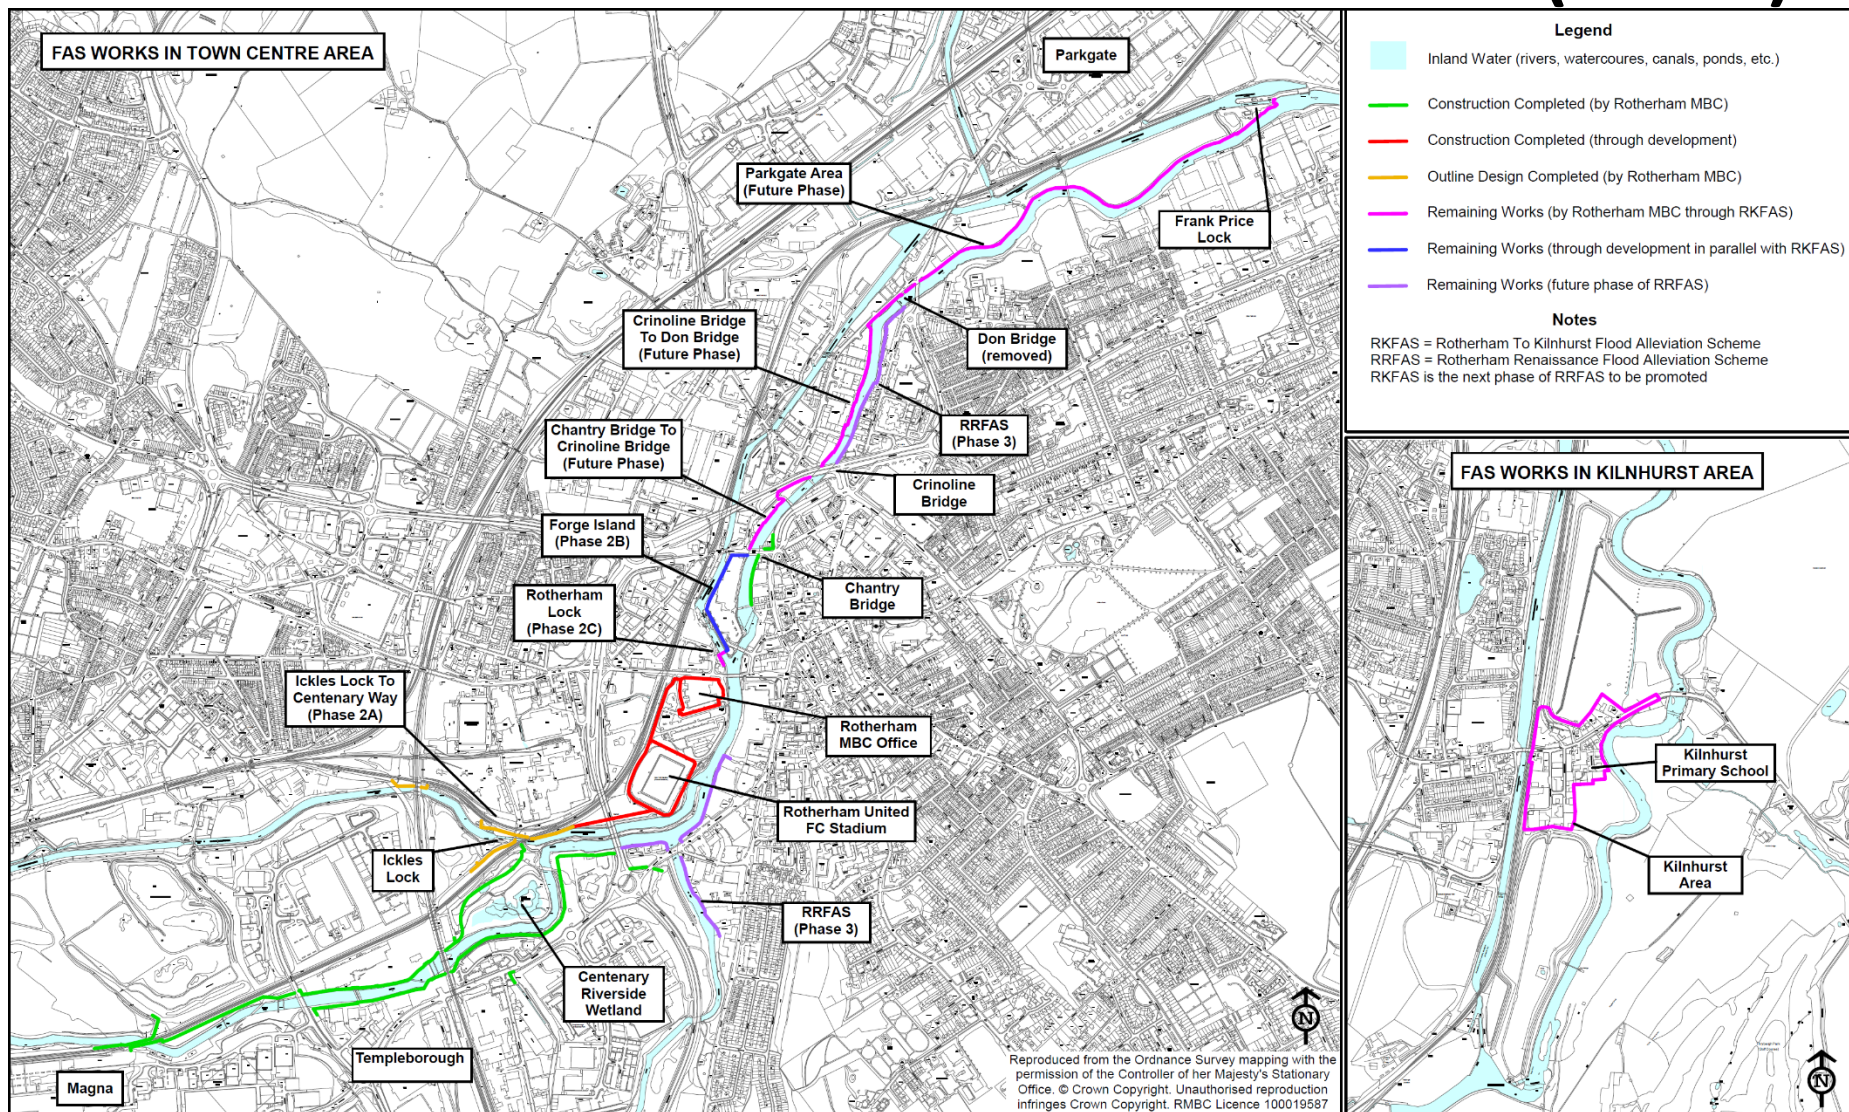 FAS WORKS IN TOWN CENTRE AREA
Parkgate
Parkgate Area
(Future Phase)
Frank Price
Lock
Crinoline Bridge
To Don Bridge
(Future Phase)
Don Bridge
(removed)
Chantry Bridge To
Crinoline Bridge
(Future Phase)
RRFAS
(Phase 3)
Crinoline
Bridge
Forge Island
(Phase 2B)
Chantry
Bridge
Rotherham
Lock
(Phase 2C)
Ickles Lock To
Centenary Way
(Phase 2A)
Rotherham
MBC Office
Rotherham United
FC Stadium
Ickles
Lock
RRFAS
(Phase 3)
Centenary
Riverside
Wetland
Templeborough
Magna
N
Reproduced from the Ordnance Survey mapping with the
permission of the Controller of her Majesty's Stationary
Office. © Crown Copyright. Unauthorised reproduction
infringes Crown Copyright. RMBC Licence 100019587
Legend
Inland Water (rivers, watercoures, canals, ponds, etc.)
Construction Completed (by Rotherham MBC)
Construction Completed (through development)
Outline Design Completed (by Rotherham MBC)
Remaining Works (by Rotherham MBC through RKFAS)
Remaining Works (through development in parallel with RKFAS)
Remaining Works (future phase of RRFAS)
Notes
RKFAS = Rotherham To Kilnhurst Flood Alleviation Scheme
RRFAS = Rotherham Renaissance Flood Alleviation Scheme
RKFAS is the next phase of RRFAS to be promoted
FAS WORKS IN KILNHURST AREA
Kilnhurst
Primary School
Kilnhurst
Area
N